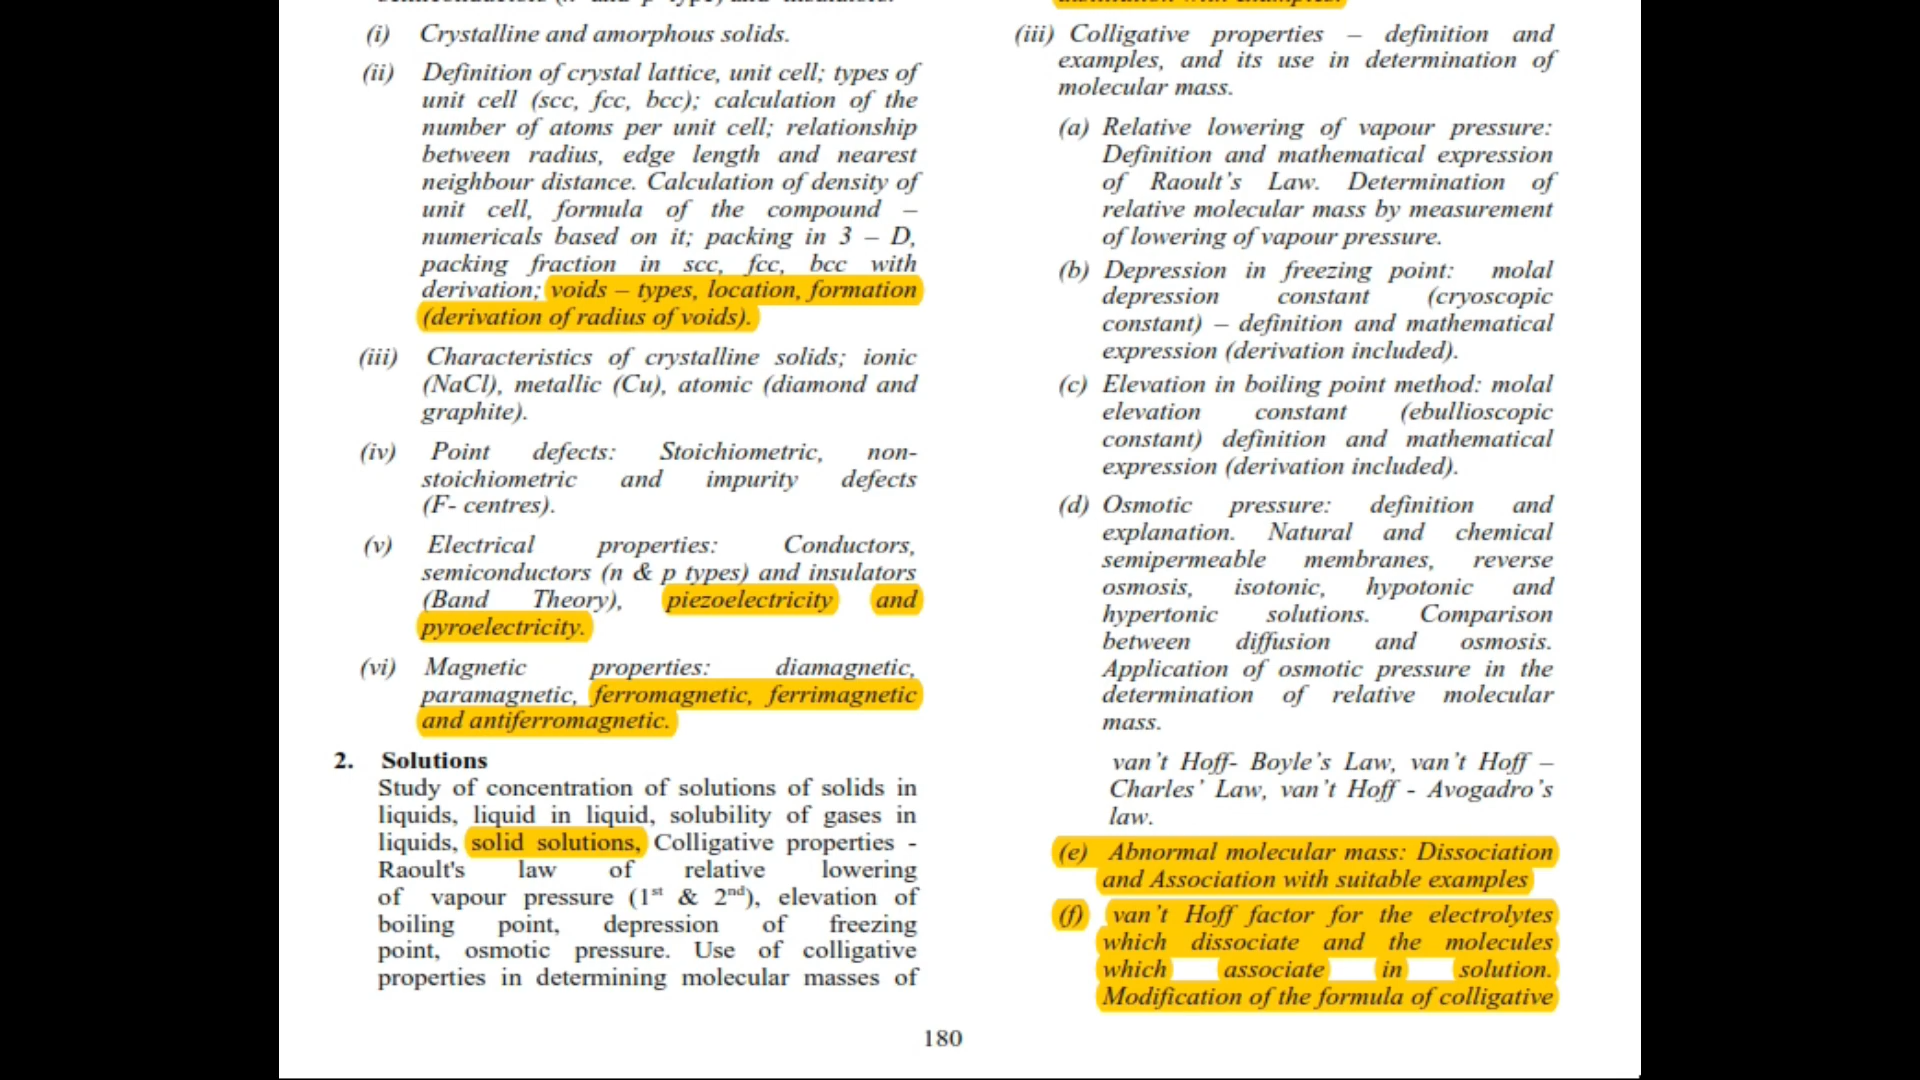 (i) Crystalline and amorphous solids.
(ii) Definition of crystal lattice, unit cell; types of
unit cell (scc, fcc, bcc); calculation of the
number of atoms per unit cell; relationship
between radius, edge length and nearest
neighbour distance. Calculation of density of
unit cell, formula of the compound –
numericals based on it; packing in 3 – D,
packing fraction in scc, fcc, bcc with
derivation; voids – types, location, formation
(derivation of radius of voids).
(iii) Characteristics of crystalline solids; ionic
(NaCl), metallic (Cu), atomic (diamond and
graphite).
(iv) Point defects: Stoichiometric, non-
stoichiometric and impurity defects
(F- centres).
(v) Electrical properties: Conductors,
semiconductors (n & p types) and insulators
(Band Theory), piezoelectricity and
pyroelectricity.
(vi) Magnetic properties: diamagnetic,
paramagnetic, ferromagnetic, ferrimagnetic
and antiferromagnetic.
2. Solutions
Study of concentration of solutions of solids in
liquids, liquid in liquid, solubility of gases in
liquids, solid solutions, Colligative properties -
Raoult's law of relative lowering
of vapour pressure (1st & 2nd), elevation of
boiling point, depression of freezing
point, osmotic pressure. Use of colligative
properties in determining molecular masses of
(iii) Colligative properties – definition and
examples, and its use in determination of
molecular mass.
(a) Relative lowering of vapour pressure:
Definition and mathematical expression
of Raoult's Law. Determination of
relative molecular mass by measurement
of lowering of vapour pressure.
(b) Depression in freezing point: molal
depression constant (cryoscopic
constant) – definition and mathematical
expression (derivation included).
(c) Elevation in boiling point method: molal
elevation constant (ebullioscopic
constant) definition and mathematical
expression (derivation included).
(d) Osmotic pressure: definition and
explanation. Natural and chemical
semipermeable membranes, reverse
osmosis, isotonic, hypotonic and
hypertonic solutions. Comparison
between diffusion and osmosis.
Application of osmotic pressure in the
determination of relative molecular
mass.
van't Hoff- Boyle's Law, van't Hoff –
Charles' Law, van't Hoff - Avogadro's
law.
(e) Abnormal molecular mass: Dissociation
and Association with suitable examples
(f) van't Hoff factor for the electrolytes
which dissociate and the molecules
which associate in solution.
Modification of the formula of colligative
180